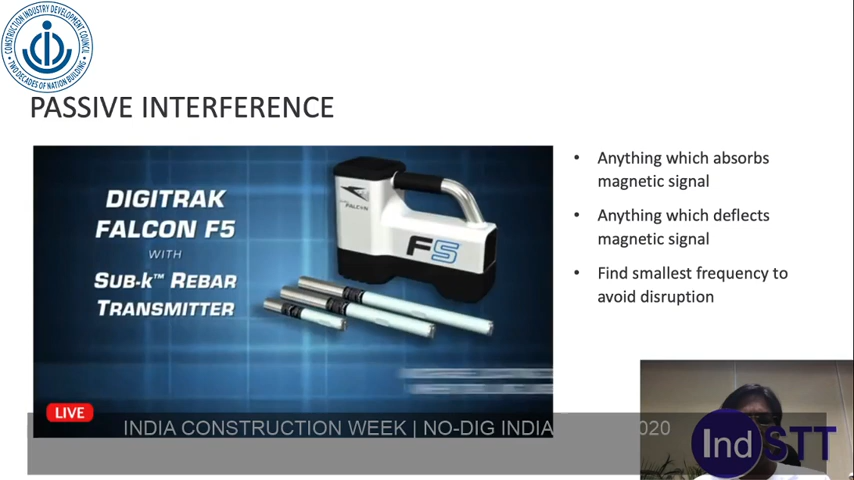 CONSTRUCTION INDUSTRY DEVELOPMENT COUNCIL
• TWO DECADES OF NATION BUILDING •
PASSIVE INTERFERENCE
DIGITRAK
FALCON F5
WITH
SUB-K™ REBAR
TRANSMITTER
FALCON
F5
• Anything which absorbs
magnetic signal
• Anything which deflects
magnetic signal
• Find smallest frequency to
avoid disruption
LIVE
INDIA CONSTRUCTION WEEK | NO-DIG INDIA
020
IndSTT